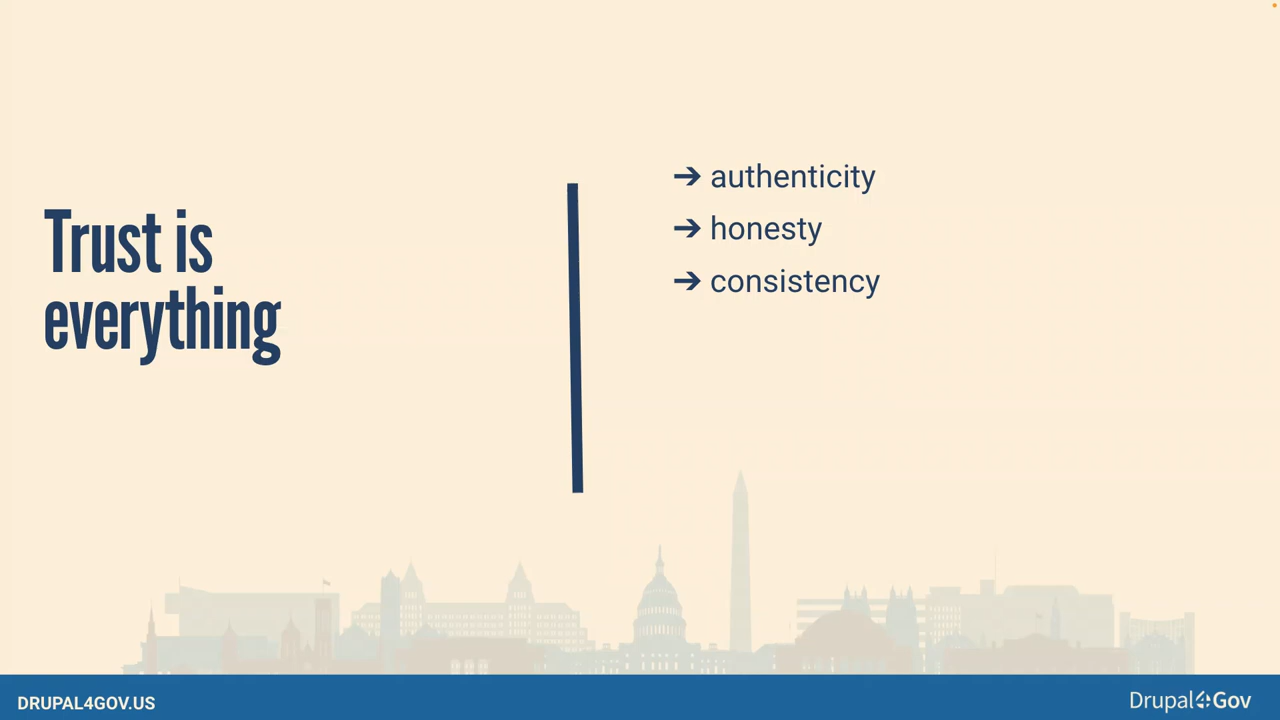 Trust is
everything
➔ authenticity
➔ honesty
➔ consistency
DRUPAL4GOV.US
Drupal4Gov